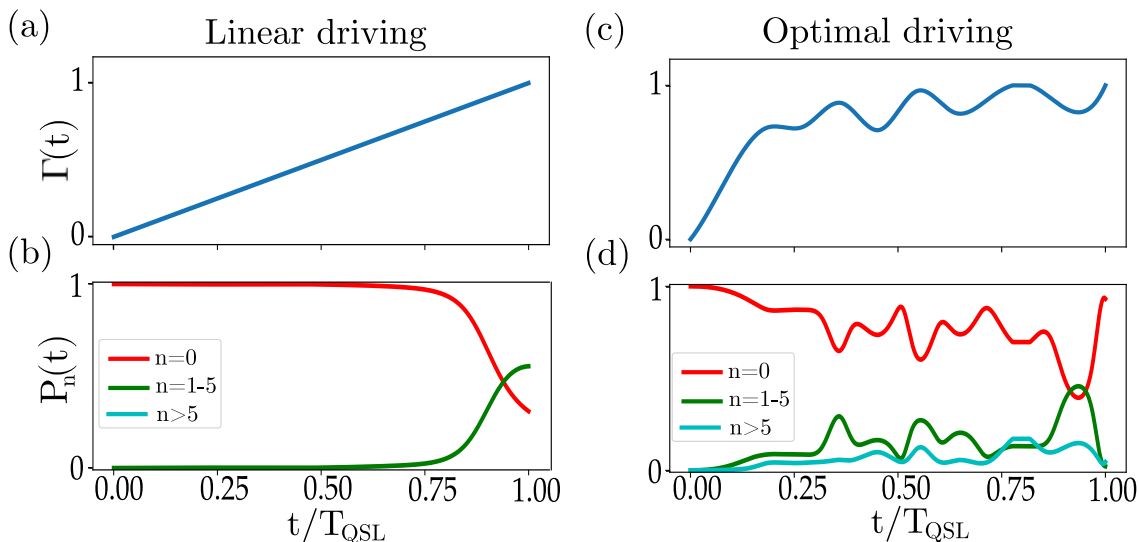 (a)
Linear driving
1
Γ(t)
0
(b)
1
P_n(t)
n=0
n=1-5
n>5
0
0.00 0.25 0.50 0.75 1.00
t/T_QSL
(c)
Optimal driving
1
0
(d)
1
n=0
n=1-5
n>5
0
0.00 0.25 0.50 0.75 1.00
t/T_QSL